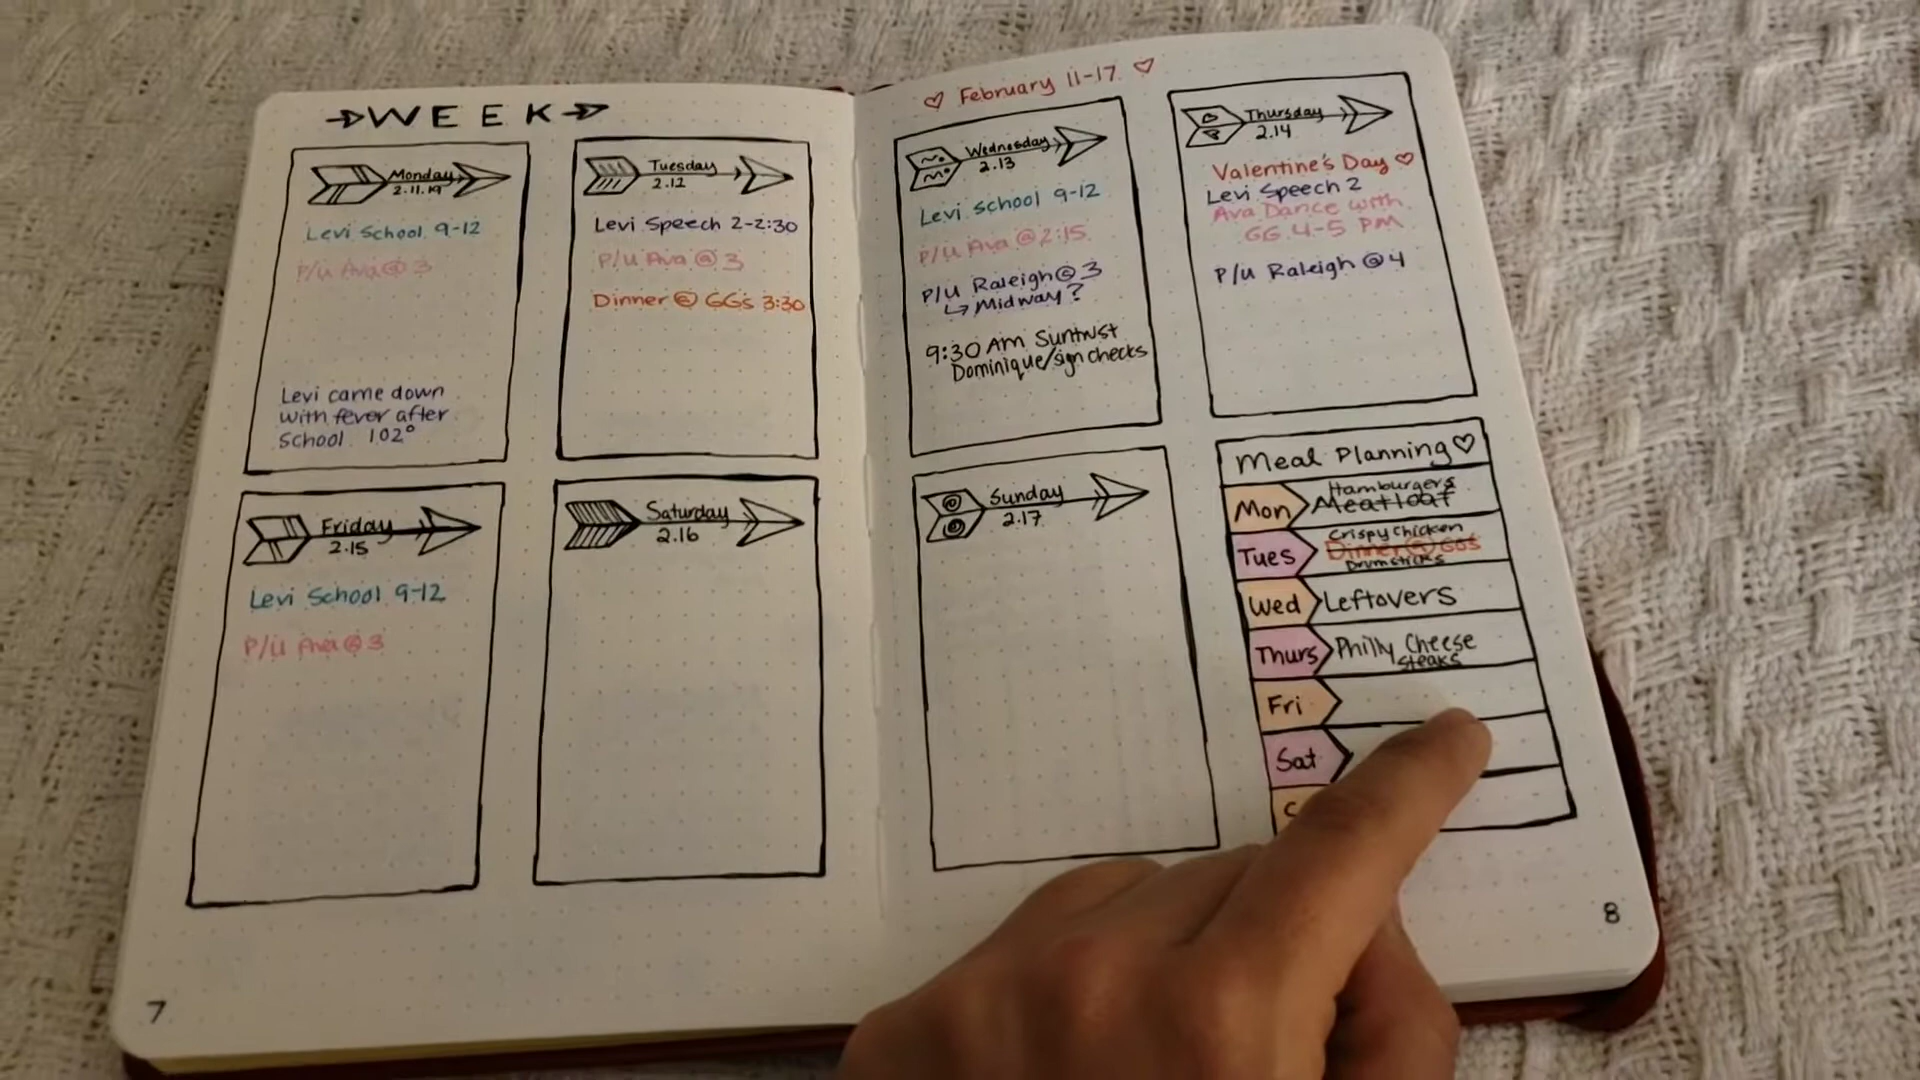 WEEK
Monday
2.11.19
Levi School 9-12
P/U Ava @ 3
Levi came down
with fever after
school 102°
Tuesday
2.12
Levi Speech 2-2:30
P/U Ava @ 3
Dinner @ GGs 3:30
Friday
2.15
Levi School 9-12
P/U Ava @ 3
Saturday
2.16
7
♡ February 11-17 ♡
Wednesday
2.13
Levi School 9-12
P/U Ava @ 2:15
P/U Raleigh @ 3
↳ Midway?
9:30 AM Suntrust
Dominique/sign checks
Thursday
2.14
Valentine's Day ♡
Levi Speech 2
Ava Dance with
GG 4-5 PM
P/U Raleigh @ 4
Sunday
2.17
Meal Planning ♡
Mon
Hamburgers
Meatloaf
Tues
Crispy Chicken
Dinner @ GGs
Drumsticks
Wed Leftovers
Thurs Philly Cheese
steaks
Fri
Sat
8